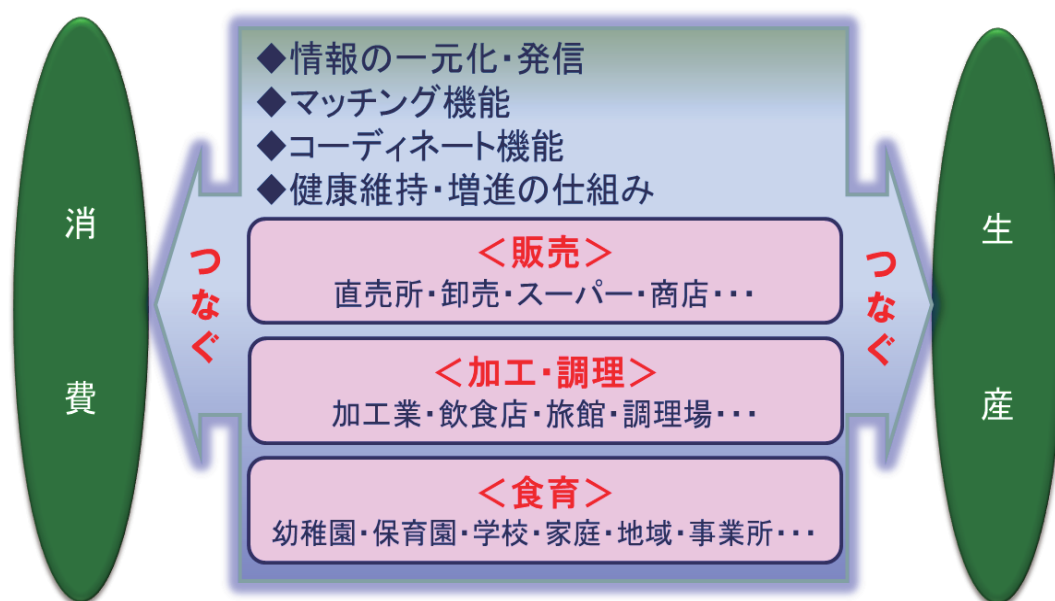 ◆情報の一元化・発信
◆マッチング機能
◆コーディネート機能
◆健康維持・増進の仕組み
消費
つなぐ
＜販売＞
直売所・卸売・スーパー・商店・・・
＜加工・調理＞
加工業・飲食店・旅館・調理場・・・
＜食育＞
幼稚園・保育園・学校・家庭・地域・事業所・・・
つなぐ
生産